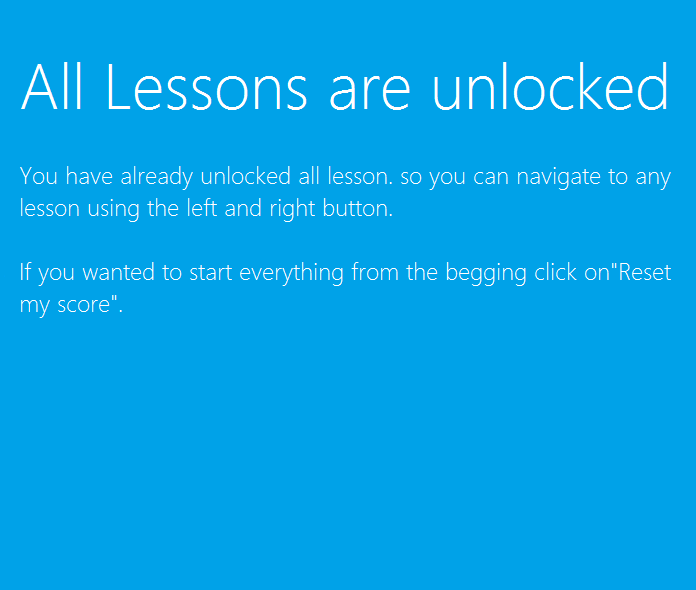 All Lessons are unlocked
You have already unlocked all lesson. so you can navigate to any
lesson using the left and right button.
If you wanted to start everything from the begging click on"Reset
my score".